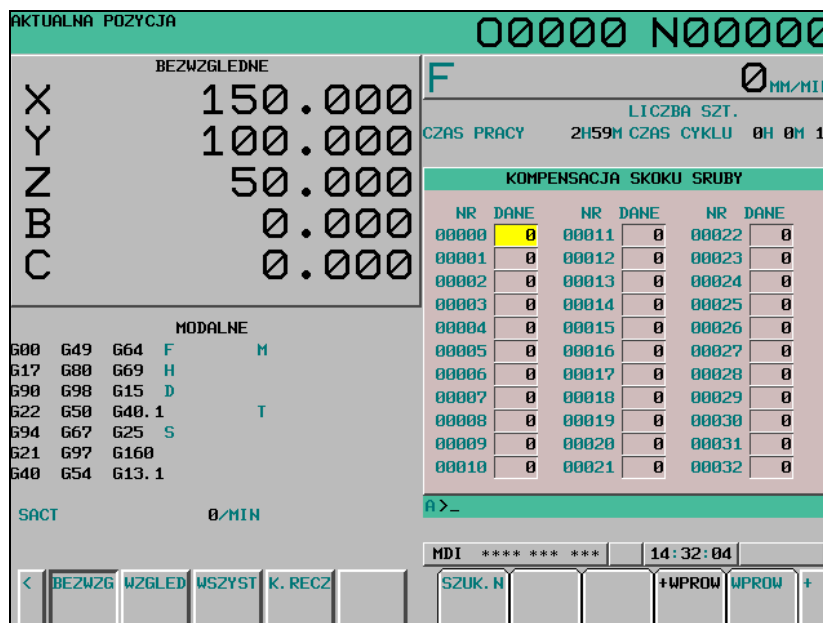 AKTUALNA POZYCJA
O0000 N00000
BEZWZGLEDNE
X 150.000
Y 100.000
Z 50.000
B 0.000
C 0.000
MODALNE
G00 G49 G64 F M
G17 G80 G69 H
G90 G98 G15 D
G22 G50 G40.1 T
G94 G67 G25 S
G21 G97 G160
G40 G54 G13.1
SACT 0/MIN
F 0 MM/MI
LICZBA SZT.
CZAS PRACY 2H59M CZAS CYKLU 0H 0M 1
KOMPENSACJA SKOKU SRUBY
NR DANE NR DANE NR DANE
00000 0 00011 0 00022 0
00001 0 00012 0 00023 0
00002 0 00013 0 00024 0
00003 0 00014 0 00025 0
00004 0 00015 0 00026 0
00005 0 00016 0 00027 0
00006 0 00017 0 00028 0
00007 0 00018 0 00029 0
00008 0 00019 0 00030 0
00009 0 00020 0 00031 0
00010 0 00021 0 00032 0
A>_
MDI **** *** *** 14:32:04
< BEZWZG WZGLED WSZYST K.RECZ SZUK.N +WPROW WPROW +